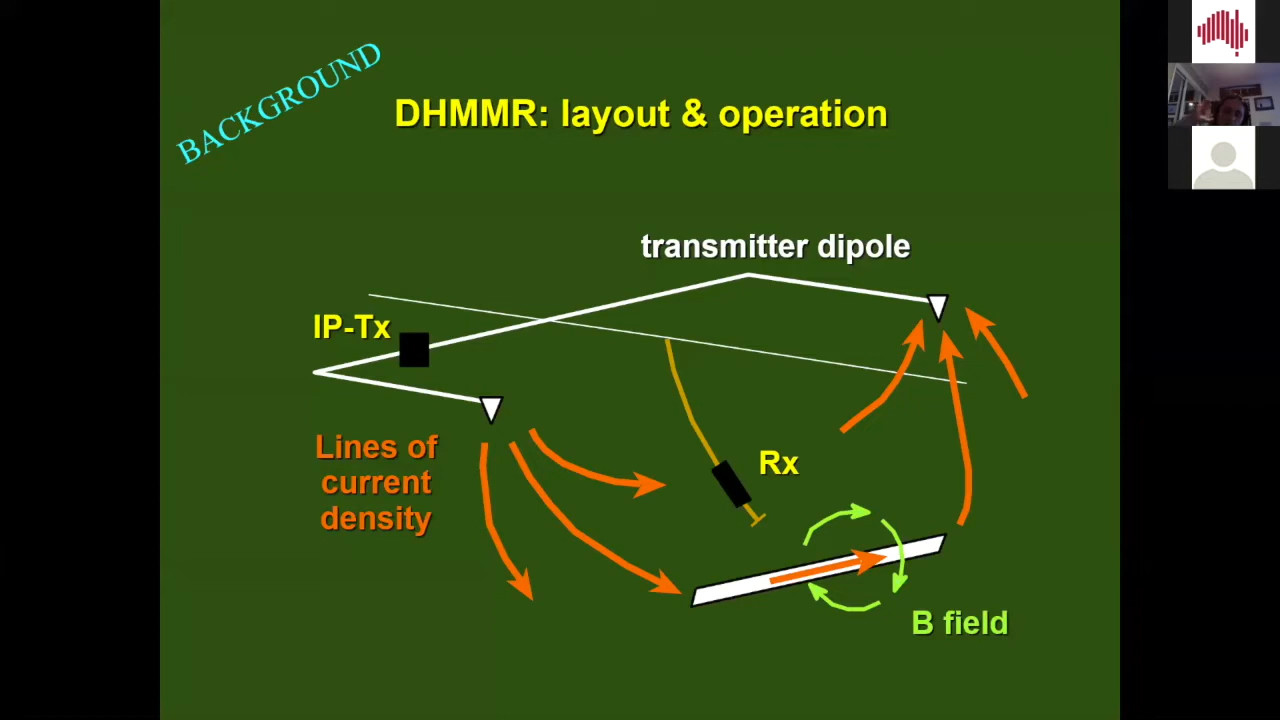 BACKGROUND
DHMMR: layout & operation
transmitter dipole
IP-Tx
Lines of
current
density
Rx
B field